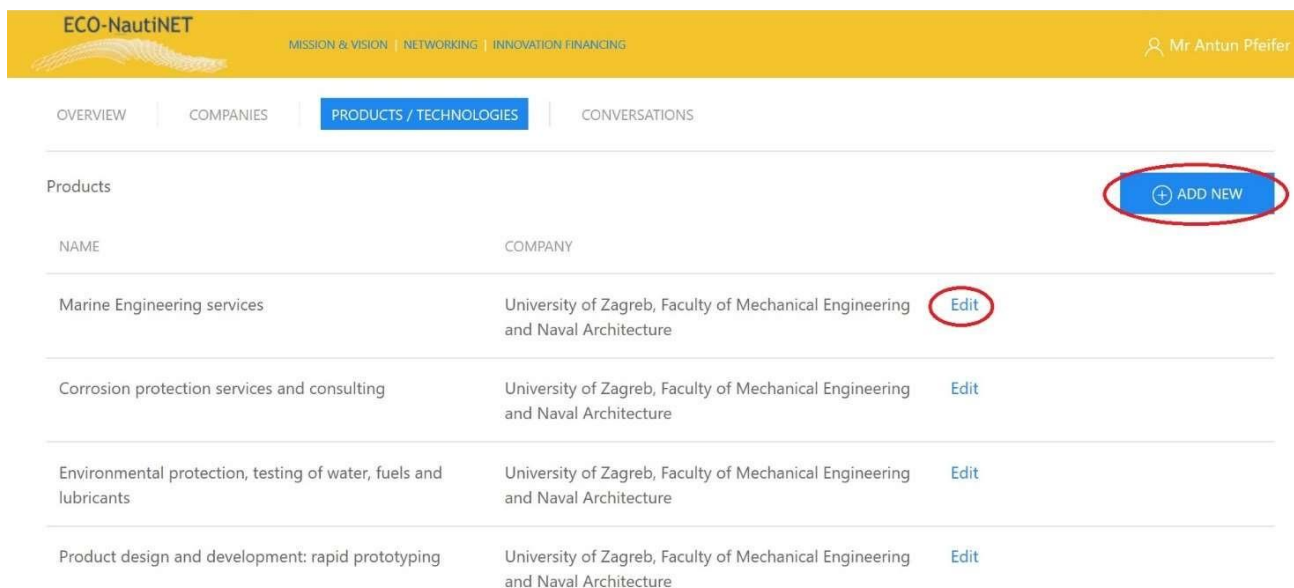 ECO-NautiNET
MISSION & VISION | NETWORKING | INNOVATION FINANCING
Mr Antun Pfeifer
OVERVIEW
COMPANIES
PRODUCTS / TECHNOLOGIES
CONVERSATIONS
Products
ADD NEW
NAME
COMPANY
Marine Engineering services
University of Zagreb, Faculty of Mechanical Engineering
and Naval Architecture
Edit
Corrosion protection services and consulting
University of Zagreb, Faculty of Mechanical Engineering
and Naval Architecture
Edit
Environmental protection, testing of water, fuels and
lubricants
University of Zagreb, Faculty of Mechanical Engineering
and Naval Architecture
Edit
Product design and development: rapid prototyping
University of Zagreb, Faculty of Mechanical Engineering
and Naval Architecture
Edit